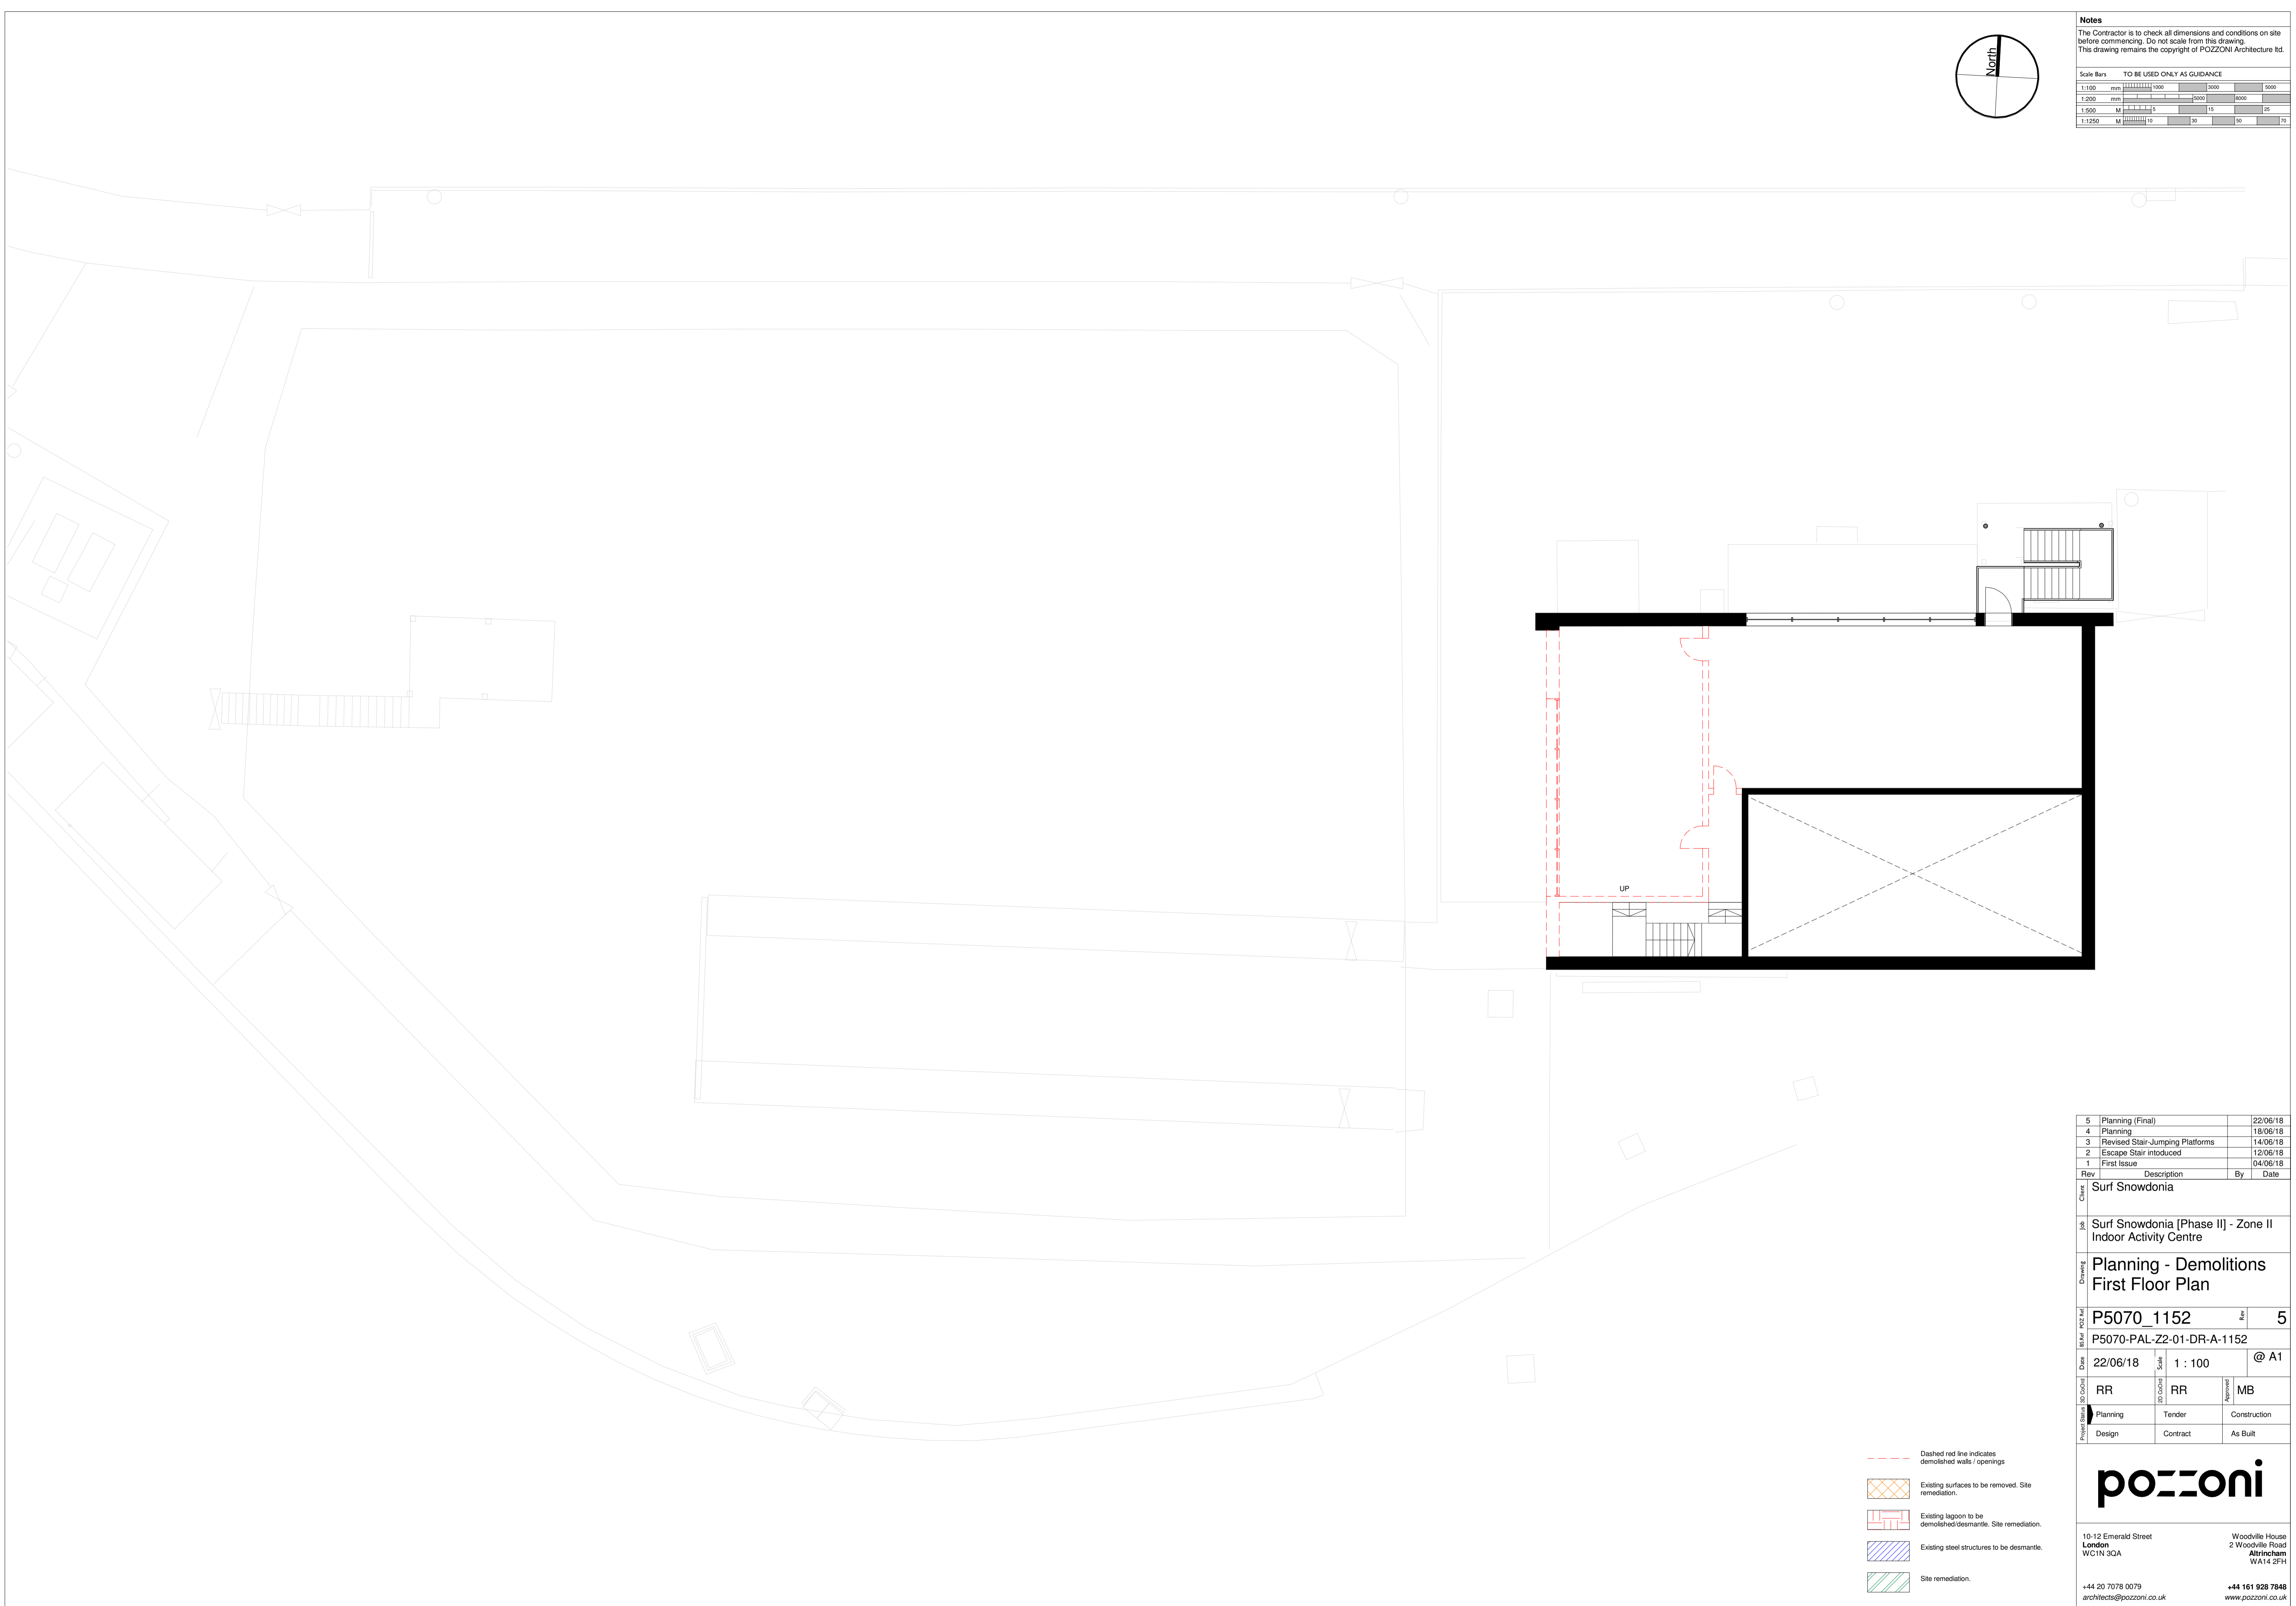 Notes
The Contractor is to check all dimensions and conditions on site
before commencing. Do not scale from this drawing.
This drawing remains the copyright of POZZONI Architecture ltd.
Scale Bars TO BE USED ONLY AS GUIDANCE
1:100 mm 1000 3000 5000
1:200 mm 5000 8000
1:500 M 5 15 25
1:1250 M 10 30 50 70
North
UP
5 Planning (Final) 22/06/18
4 Planning 18/06/18
3 Revised Stair-Jumping Platforms 14/06/18
2 Escape Stair intoduced 12/06/18
1 First Issue 04/06/18
Rev Description By Date
Client Surf Snowdonia
Job Surf Snowdonia [Phase II] - Zone II
Indoor Activity Centre
Drawing Planning - Demolitions
First Floor Plan
POZ Ref. P5070_1152 Rev 5
BS.Ref P5070-PAL-Z2-01-DR-A-1152
Date 22/06/18 Scale 1 : 100 @ A1
3D CoOrd RR 2D CoOrd RR Approved MB
Project Status Planning Tender Construction
Design Contract As Built
pozzoni
10-12 Emerald Street Woodville House
London 2 Woodville Road
WC1N 3QA Altrincham
WA14 2FH
+44 20 7078 0079 +44 161 928 7848
architects@pozzoni.co.uk www.pozzoni.co.uk
Dashed red line indicates
demolished walls / openings
Existing surfaces to be removed. Site
remediation.
Existing lagoon to be
demolished/desmantle. Site remediation.
Existing steel structures to be desmantle.
Site remediation.